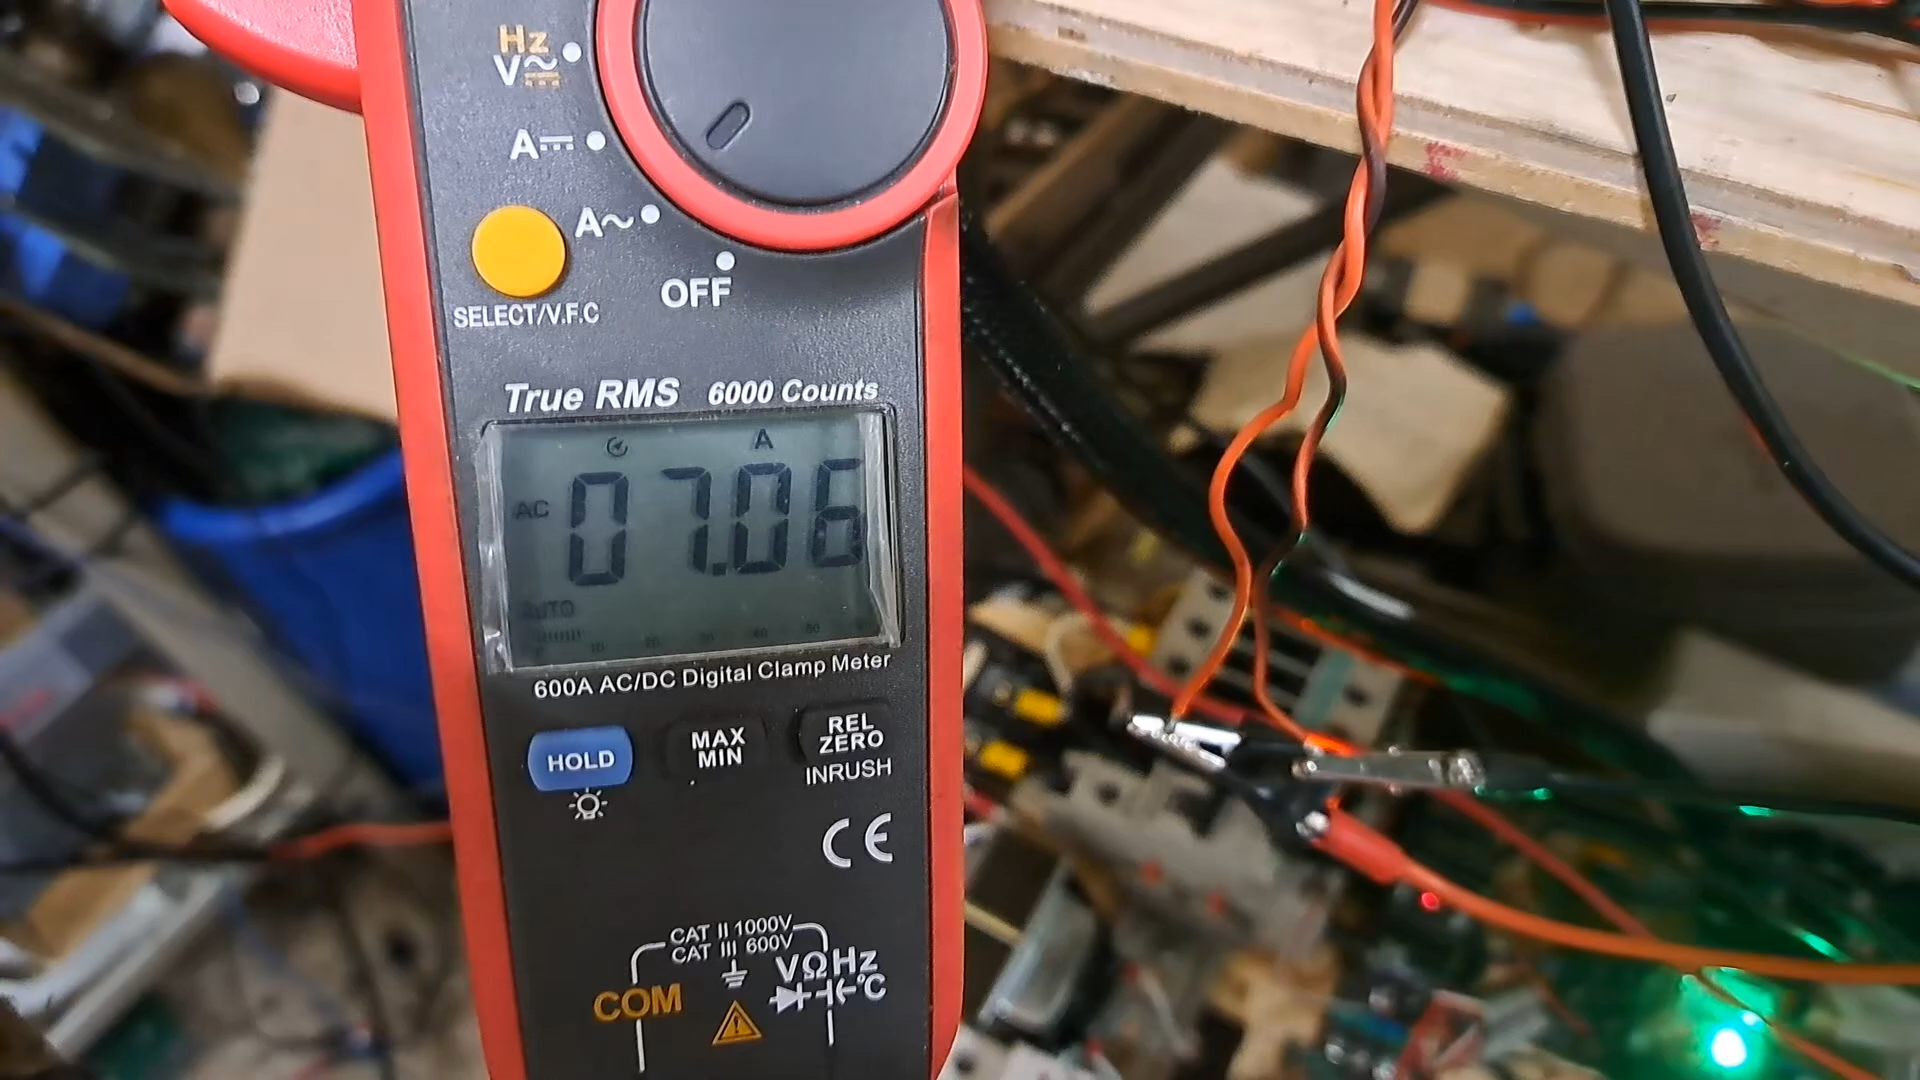 Hz
V~
A
A~
OFF
SELECT/V.F.C
True RMS 6000 Counts
A
AC 07.06
AUTO
600A AC/DC Digital Clamp Meter
HOLD
MAX
MIN
REL
ZERO
INRUSH
CE
CAT II 1000V
CAT III 600V
COM
VΩHz
°C